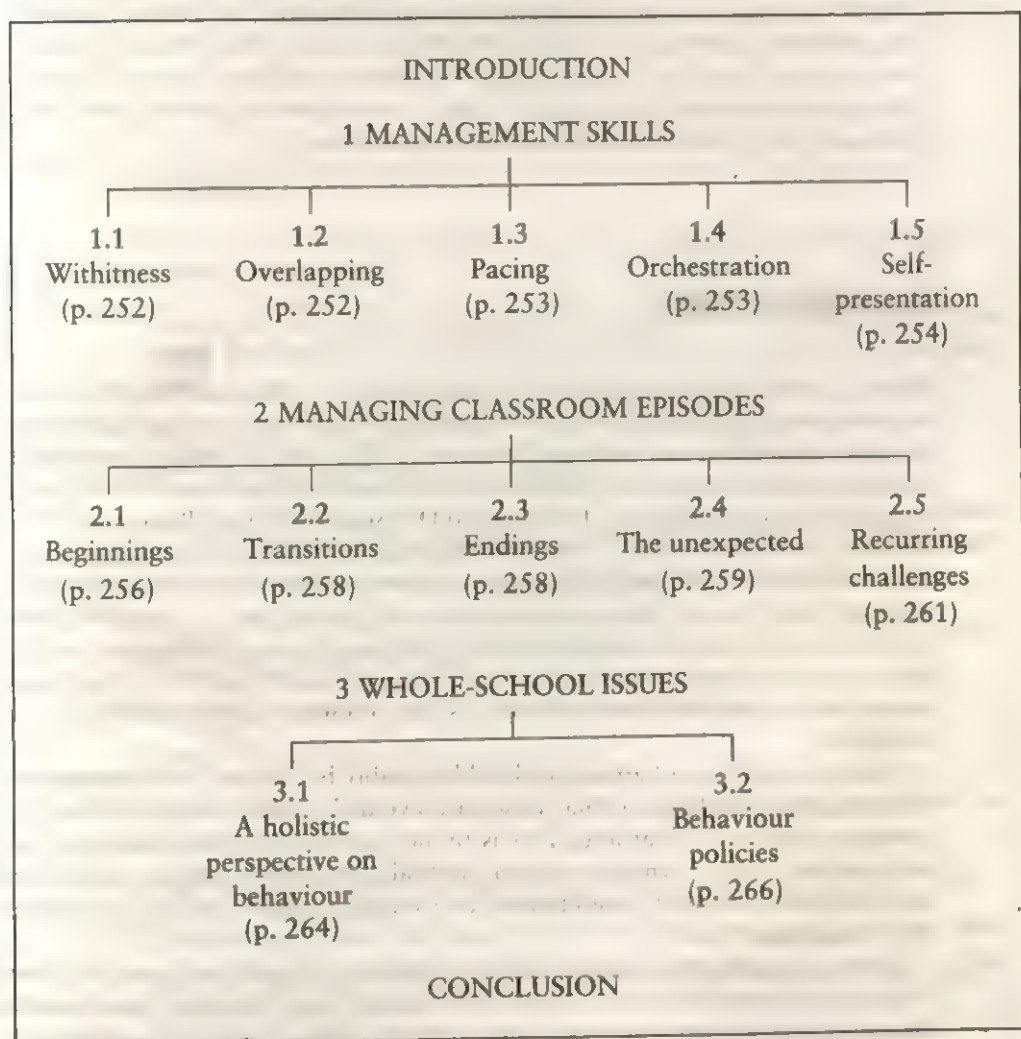 INTRODUCTION
1 MANAGEMENT SKILLS
1.1 1.2 1.3 1.4 1.5
Withitness Overlapping Pacing Orchestration Self-
(p. 252) (p. 252) (p. 253) (p. 253) presentation
(p. 254)
2 MANAGING CLASSROOM EPISODES
2.1 2.2 2.3 2.4 2.5
Beginnings Transitions Endings The unexpected Recurring
(p. 256) (p. 258) (p. 258) (p. 259) challenges
(p. 261)
3 WHOLE-SCHOOL ISSUES
3.1 3.2
A holistic Behaviour
perspective on policies
behaviour (p. 266)
(p. 264)
CONCLUSION